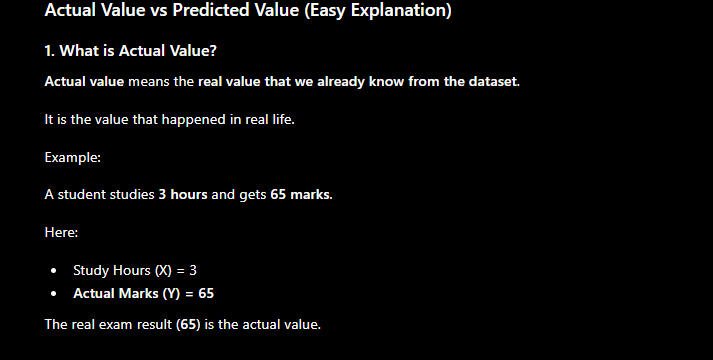 Actual Value vs Predicted Value (Easy Explanation)
1. What is Actual Value?
Actual value means the real value that we already know from the dataset.
It is the value that happened in real life.
Example:
A student studies 3 hours and gets 65 marks.
Here:
• Study Hours (X) = 3
• Actual Marks (Y) = 65
The real exam result (65) is the actual value.